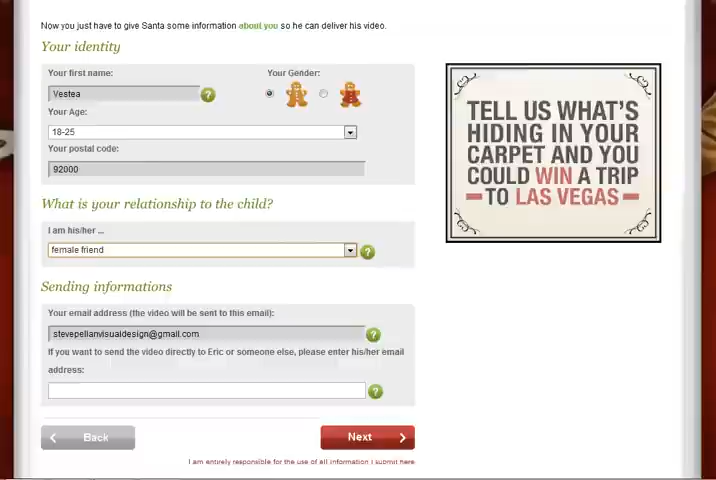 Now you just have to give Santa some information about you so he can deliver his video.
Your identity
Your first name:
Your Gender:
Vestea
?
Your Age:
18-25
Your postal code:
92000
What is your relationship to the child?
I am his/her ...
female friend
?
Sending informations
Your email address (the video will be sent to this email):
stevepellanvisualdesign@gmail.com
?
If you want to send the video directly to Eric or someone else, please enter his/her email
address:
?
Back
Next
I am entirely responsible for the use of all information I submit here
TELL US WHAT'S
HIDING IN YOUR
CARPET AND YOU
COULD WIN A TRIP
TO LAS VEGAS